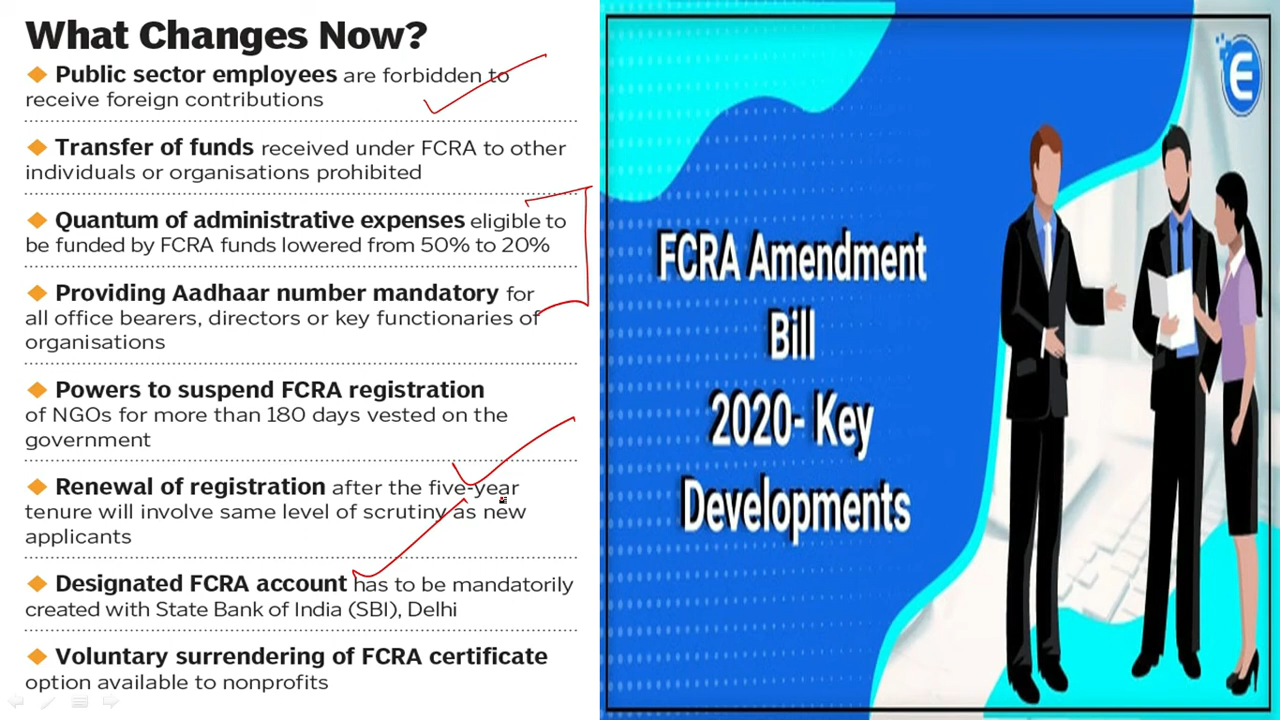 What Changes Now?
Public sector employees are forbidden to
receive foreign contributions
Transfer of funds received under FCRA to other
individuals or organisations prohibited
Quantum of administrative expenses eligible to
be funded by FCRA funds lowered from 50% to 20%
Providing Aadhaar number mandatory for
all office bearers, directors or key functionaries of
organisations
Powers to suspend FCRA registration
of NGOs for more than 180 days vested on the
government
Renewal of registration after the five-year
tenure will involve same level of scrutiny as new
applicants
Designated FCRA account has to be mandatorily
created with State Bank of India (SBI), Delhi
Voluntary surrendering of FCRA certificate
option available to nonprofits
FCRA Amendment
Bill
2020- Key
Developments
E